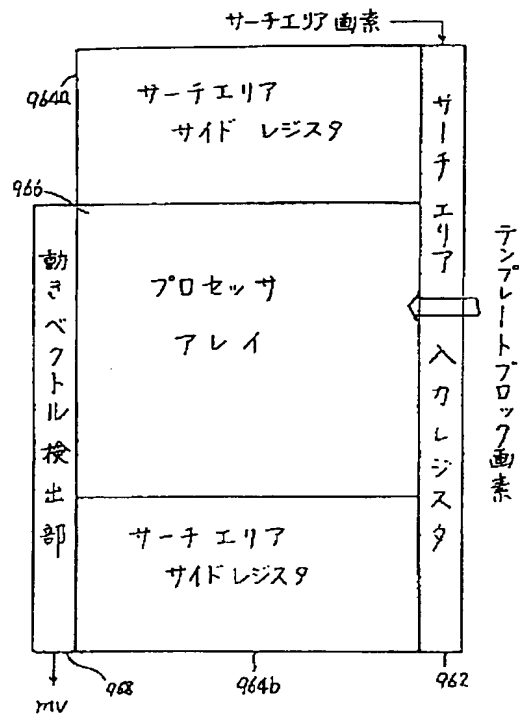 サーチエリア画素
964a
サーチエリア
サイドレジスタ
966
サーチエリア入力レジスタ
テンプレートブロック画素
動きベクトル検出部
プロセッサ
アレイ
サーチエリア
サイドレジスタ
968
964b
962
mv